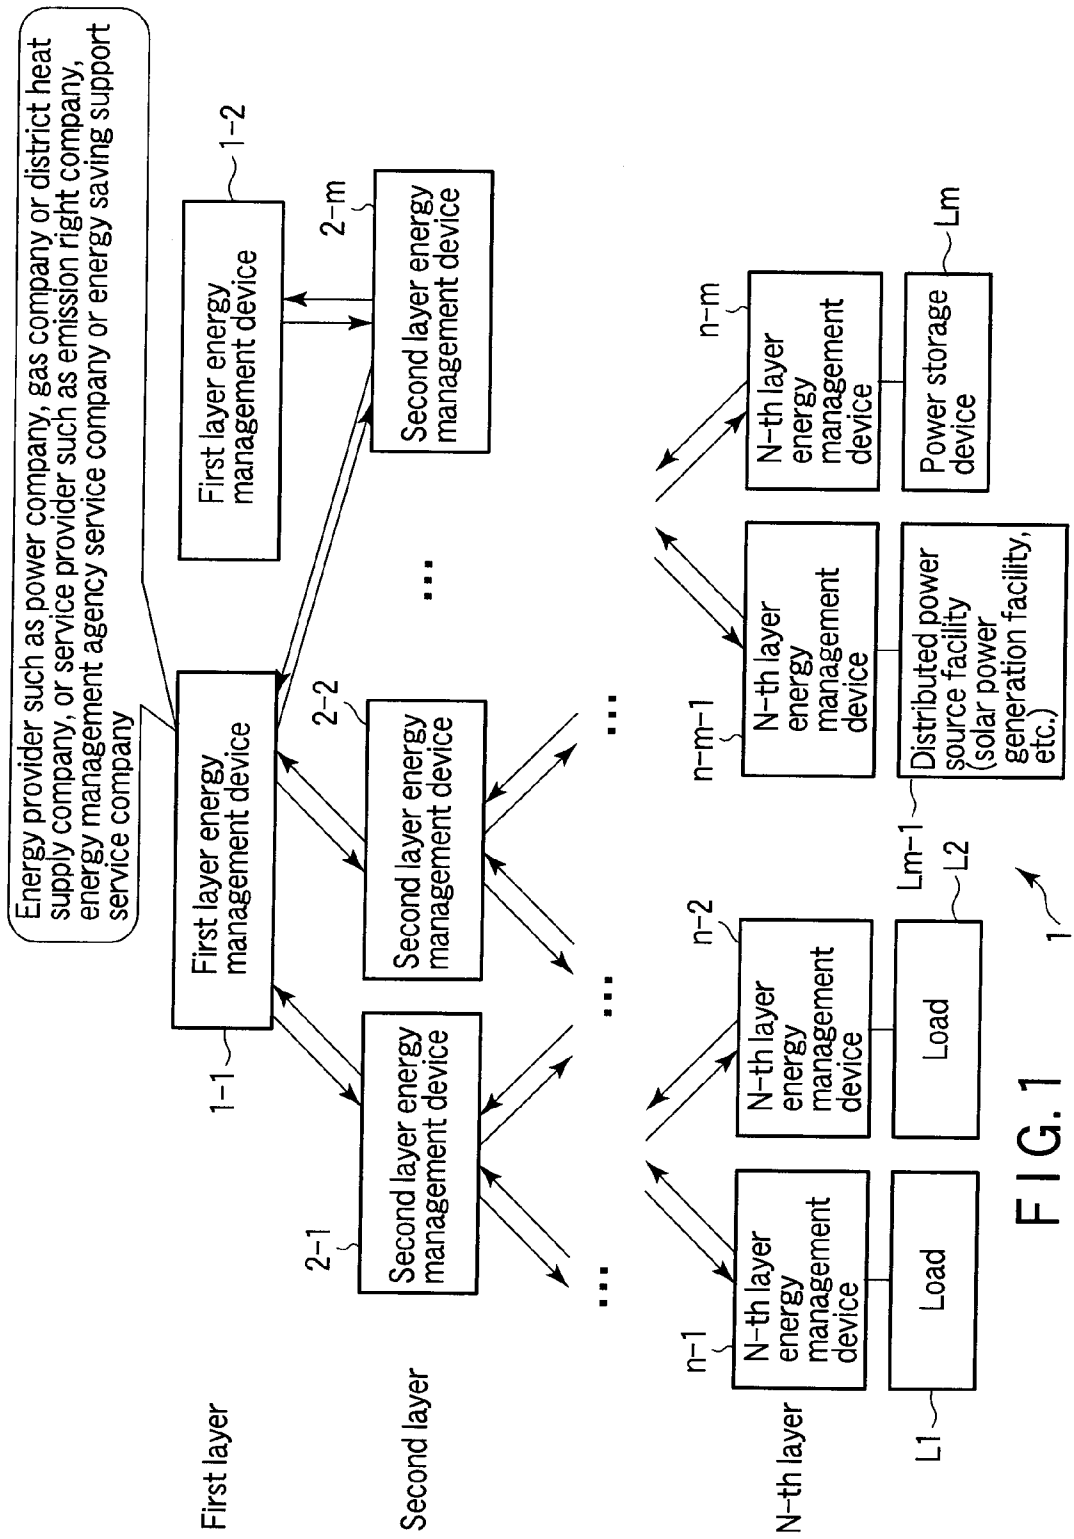 Energy provider such as power company, gas company or district heat
supply company, or service provider such as emission right company,
energy management agency service company or energy saving support
service company
First layer
1-1
First layer energy
management device
First layer energy
management device
1-2
Second layer
2-1
Second layer energy
management device
2-2
Second layer energy
management device
...
2-m
Second layer energy
management device
...
...
...
N-th layer
n-1
N-th layer
energy
management
device
n-2
N-th layer
energy
management
device
n-m-1
N-th layer
energy
management
device
n-m
N-th layer
energy
management
device
L1
Load
Load
L2
Lm-1
Distributed power
source facility
(solar power
generation facility,
etc.)
Power storage
device
Lm
1
FIG. 1